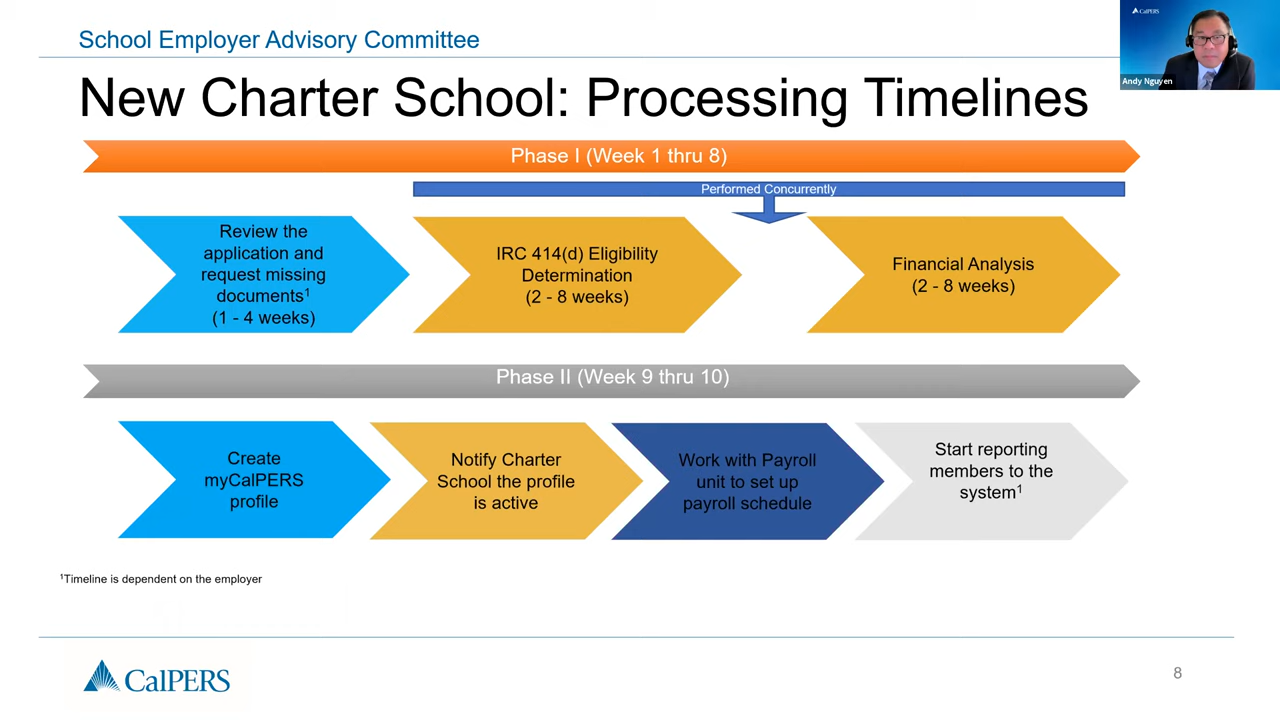 School Employer Advisory Committee
CalPERS
Andy Nguyen
New Charter School: Processing Timelines
Phase I (Week 1 thru 8)
Performed Concurrently
Review the
application and
request missing
documents¹
(1 - 4 weeks)
IRC 414(d) Eligibility
Determination
(2 - 8 weeks)
Financial Analysis
(2 - 8 weeks)
Phase II (Week 9 thru 10)
Create
myCalPERS
profile
Notify Charter
School the profile
is active
Work with Payroll
unit to set up
payroll schedule
Start reporting
members to the
system¹
¹Timeline is dependent on the employer
CalPERS
8